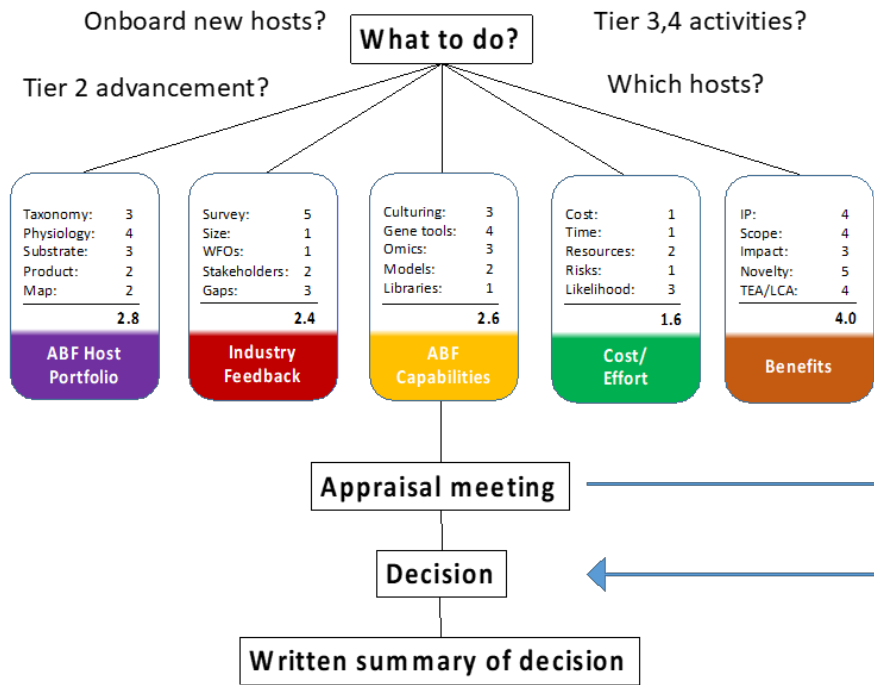 Onboard new hosts?
Tier 3,4 activities?
What to do?
Tier 2 advancement?
Which hosts?
Taxonomy: 3
Physiology: 4
Substrate: 3
Product: 2
Map: 2
2.8
ABF Host
Portfolio
Survey: 5
Size: 1
WFOs: 1
Stakeholders: 2
Gaps: 3
2.4
Industry
Feedback
Culturing: 3
Gene tools: 4
Omics: 3
Models: 2
Libraries: 1
2.6
ABF
Capabilities
Cost: 1
Time: 1
Resources: 2
Risks: 1
Likelihood: 3
1.6
Cost/
Effort
IP: 4
Scope: 4
Impact: 3
Novelty: 5
TEA/LCA: 4
4.0
Benefits
Appraisal meeting
Decision
Written summary of decision